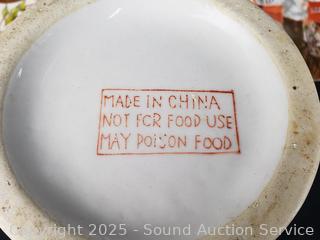 MADE IN CHINA
NOT FOR FOOD USE
MAY POISON FOOD
Copyright 2025 - Sound Auction Service